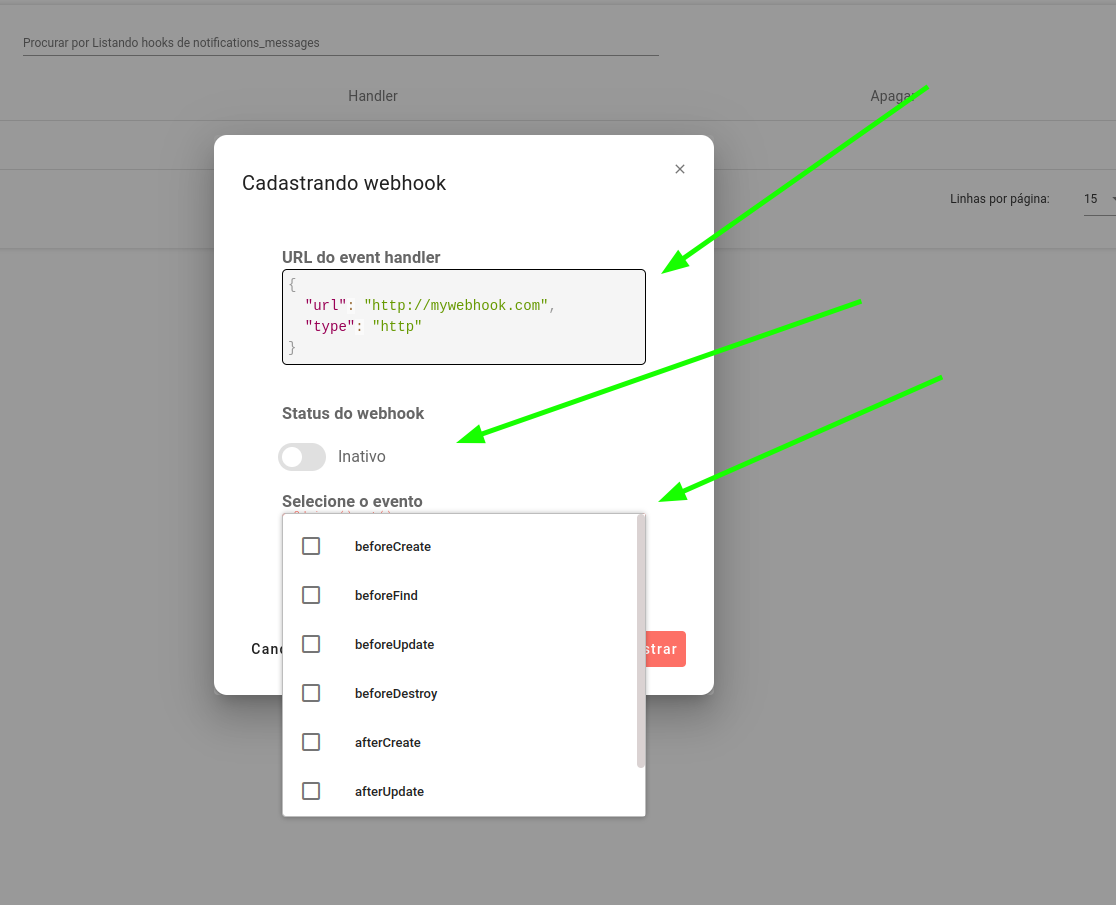 Procurar por Listando hooks de notifications_messages
Handler
Apagar
Linhas por página:
15
Cadastrando webhook
×
URL do event handler
{
"url": "http://mywebhook.com",
"type": "http"
}
Status do webhook
Inativo
Selecione o evento
beforeCreate
beforeFind
beforeUpdate
Canc
strar
beforeDestroy
afterCreate
afterUpdate